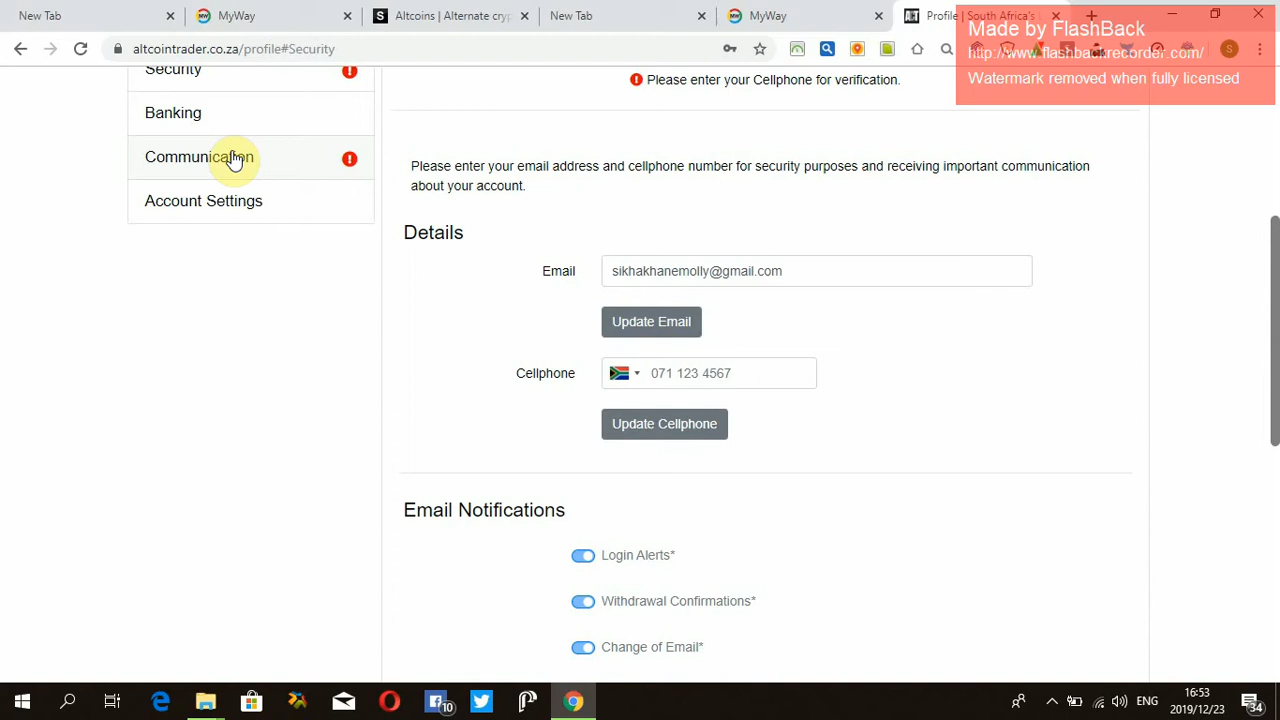 New Tab
MyWay
Altcoins | Alternate cryp
New Tab
MyWay
Profile | South Africa's
Made by FlashBack
http://www.flashbackrecorder.com/
Watermark removed when fully licensed
altcointrader.co.za/profile#Security
S
Security
Please enter your Cellphone for verification.
Banking
Communication
Account Settings
Please enter your email address and cellphone number for security purposes and receiving important communication
about your account.
Details
Email
sikhakhanemolly@gmail.com
Update Email
Cellphone
071 123 4567
Update Cellphone
Email Notifications
Login Alerts*
Withdrawal Confirmations*
Change of Email*
10
ENG
16:53
2019/12/23
34